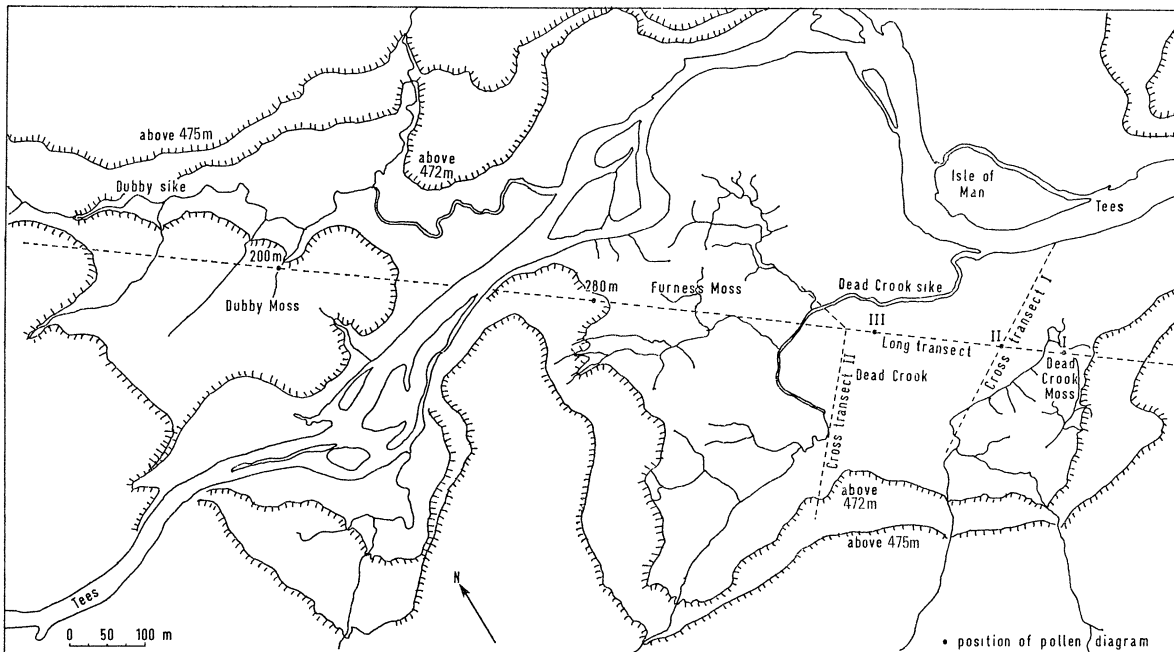 above 475m
above
472m
Dubby sike
Isle of
Man
Tees
200m
Dubby Moss
280m
Furness Moss
Dead Crook sike
III
Long transect
II
I
Cross transect I
Dead
Crook
Moss
Dead Crook
Cross transect II
above
472m
above 475m
Tees
N
0 50 100 m
• position of pollen diagram